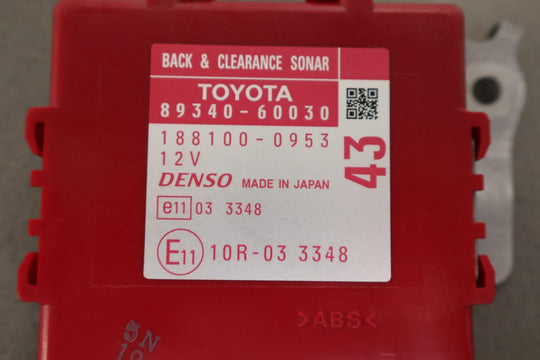 BACK & CLEARANCE SONAR
TOYOTA
89340-60030
188100-0953
12V
43
DENSO MADE IN JAPAN
e11 03 3348
E11 10R-03 3348
>ABS<